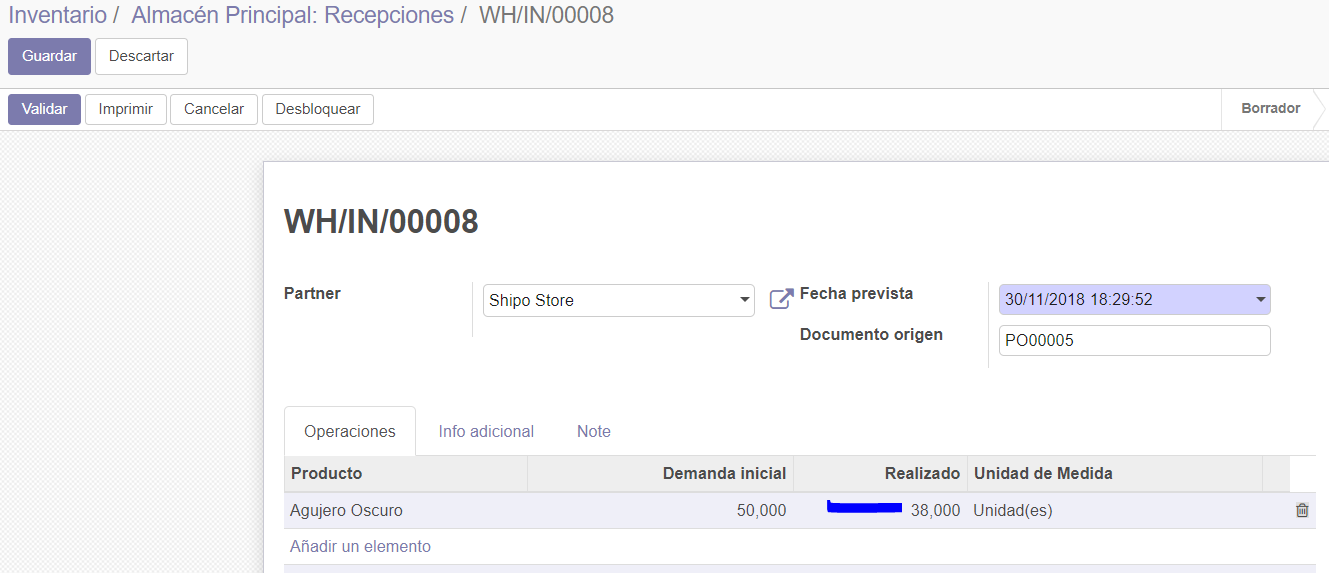 Inventario / Almacén Principal: Recepciones / WH/IN/00008
Guardar Descartar
Validar Imprimir Cancelar Desbloquear Borrador
WH/IN/00008
Partner Shipo Store Fecha prevista 30/11/2018 18:29:52
Documento origen PO00005
Operaciones Info adicional Note
Producto Demanda inicial Realizado Unidad de Medida
Agujero Oscuro 50,000 38,000 Unidad(es)
Añadir un elemento